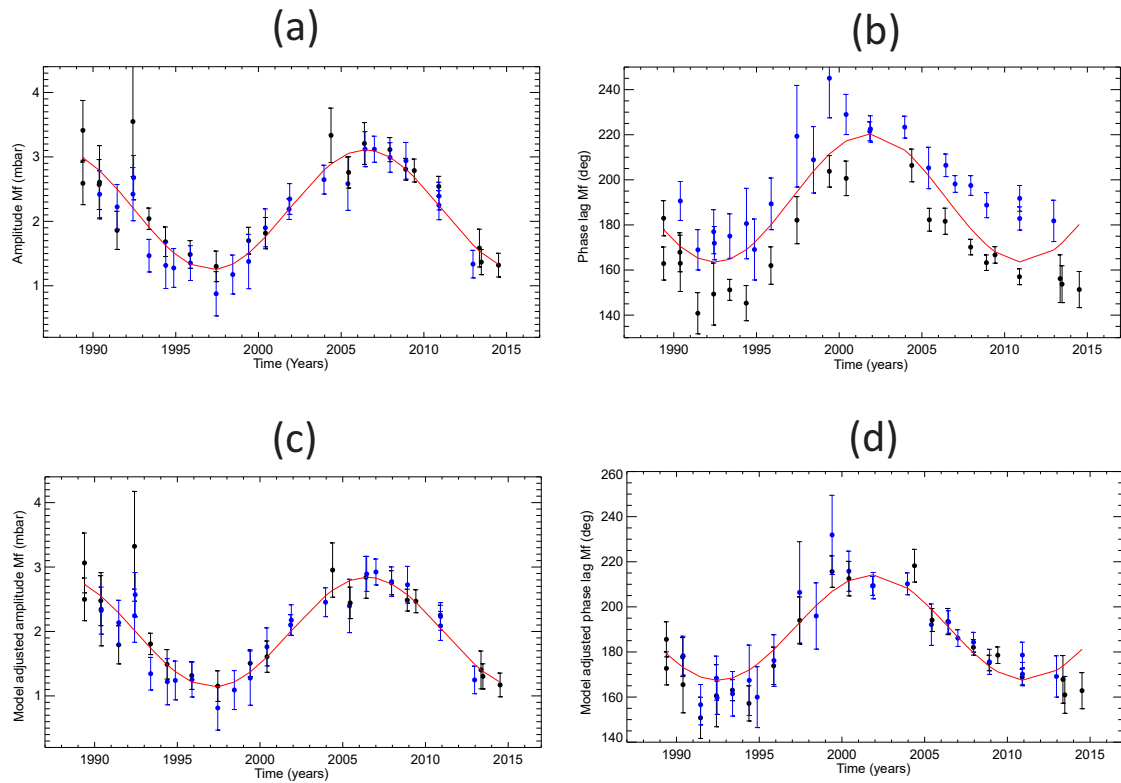 (a)
(b)
Amplitude Mf (mbar)
4
3
2
1
1990 1995 2000 2005 2010 2015
Time (Years)
Phase lag Mf (deg)
240
220
200
180
160
140
1990 1995 2000 2005 2010 2015
Time (years)
(c)
(d)
Model adjusted amplitude Mf (mbar)
4
3
2
1
1990 1995 2000 2005 2010 2015
Time (years)
Model adjusted phase lag Mf (deg)
260
240
220
200
180
160
140
1990 1995 2000 2005 2010 2015
Time (years)